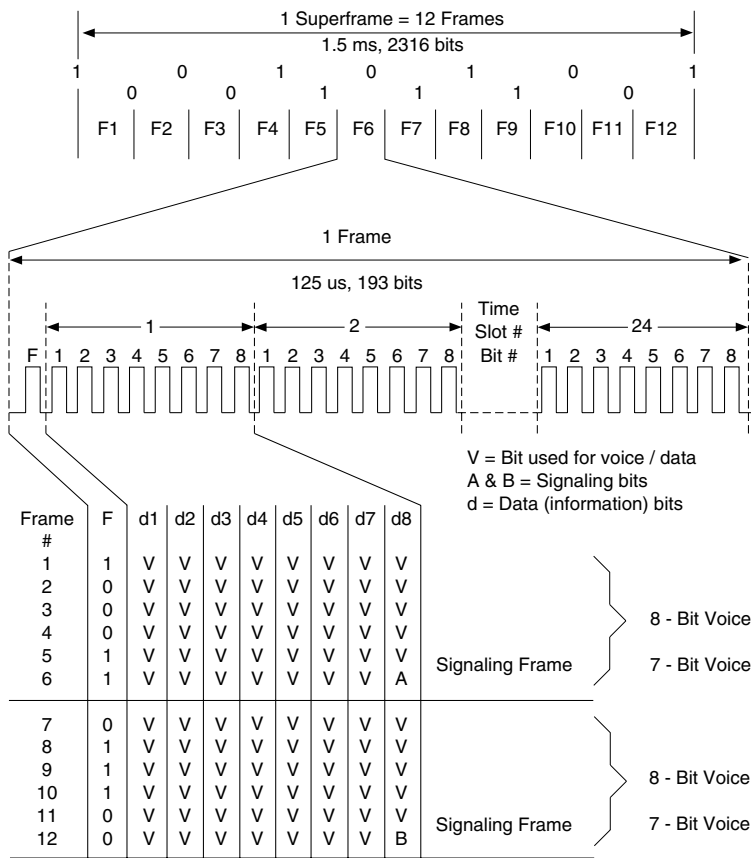 1 Superframe = 12 Frames
1.5 ms, 2316 bits
1 0 1 0 1 0 1
0 0 1 1 1 0
F1 F2 F3 F4 F5 F6 F7 F8 F9 F10 F11 F12
1 Frame
125 us, 193 bits
1 2 Time Slot # 24
Bit #
F 1 2 3 4 5 6 7 8 1 2 3 4 5 6 7 8 1 2 3 4 5 6 7 8
V = Bit used for voice / data
A & B = Signaling bits
d = Data (information) bits
Frame # F d1 d2 d3 d4 d5 d6 d7 d8
1 1 V V V V V V V V
2 0 V V V V V V V V
3 0 V V V V V V V V
4 0 V V V V V V V V 8 - Bit Voice
5 1 V V V V V V V V
6 1 V V V V V V V A Signaling Frame 7 - Bit Voice
7 0 V V V V V V V V
8 1 V V V V V V V V
9 1 V V V V V V V V
10 1 V V V V V V V V 8 - Bit Voice
11 0 V V V V V V V V
12 0 V V V V V V V B Signaling Frame 7 - Bit Voice